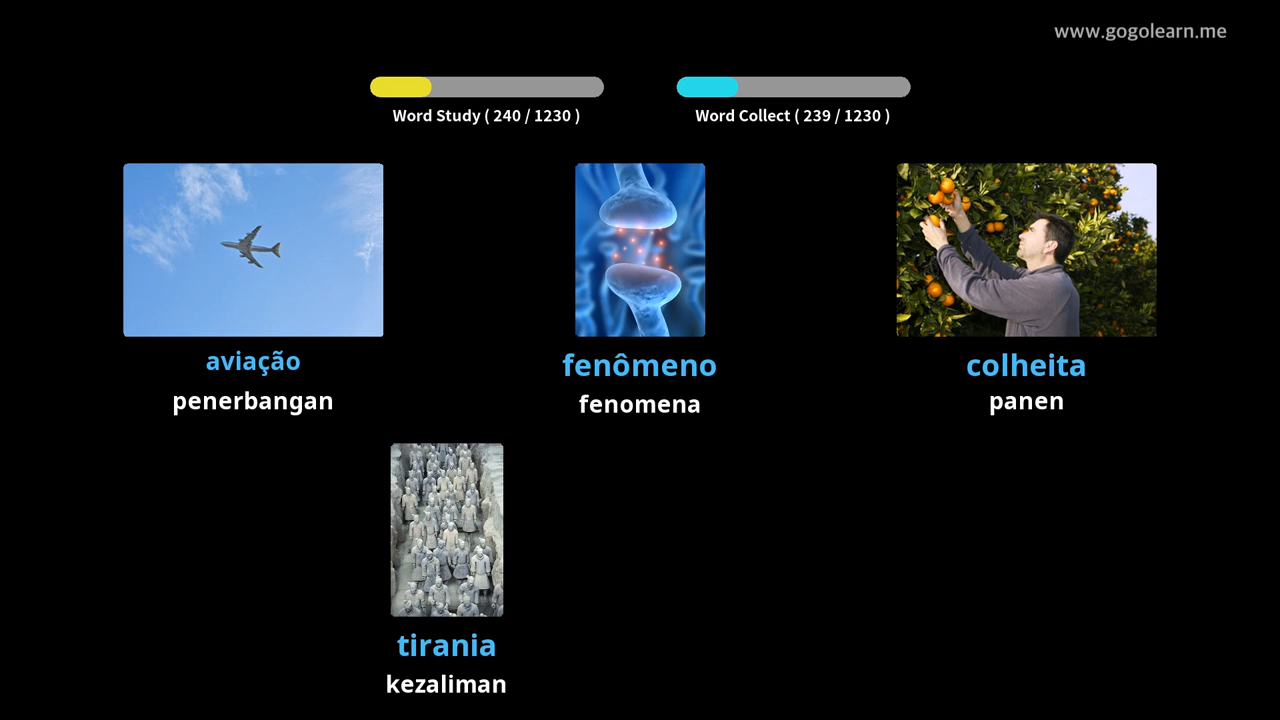 www.gogolearn.me
Word Study ( 240 / 1230 )
Word Collect ( 239 / 1230 )
aviação
penerbangan
fenômeno
fenomena
colheita
panen
tirania
kezaliman